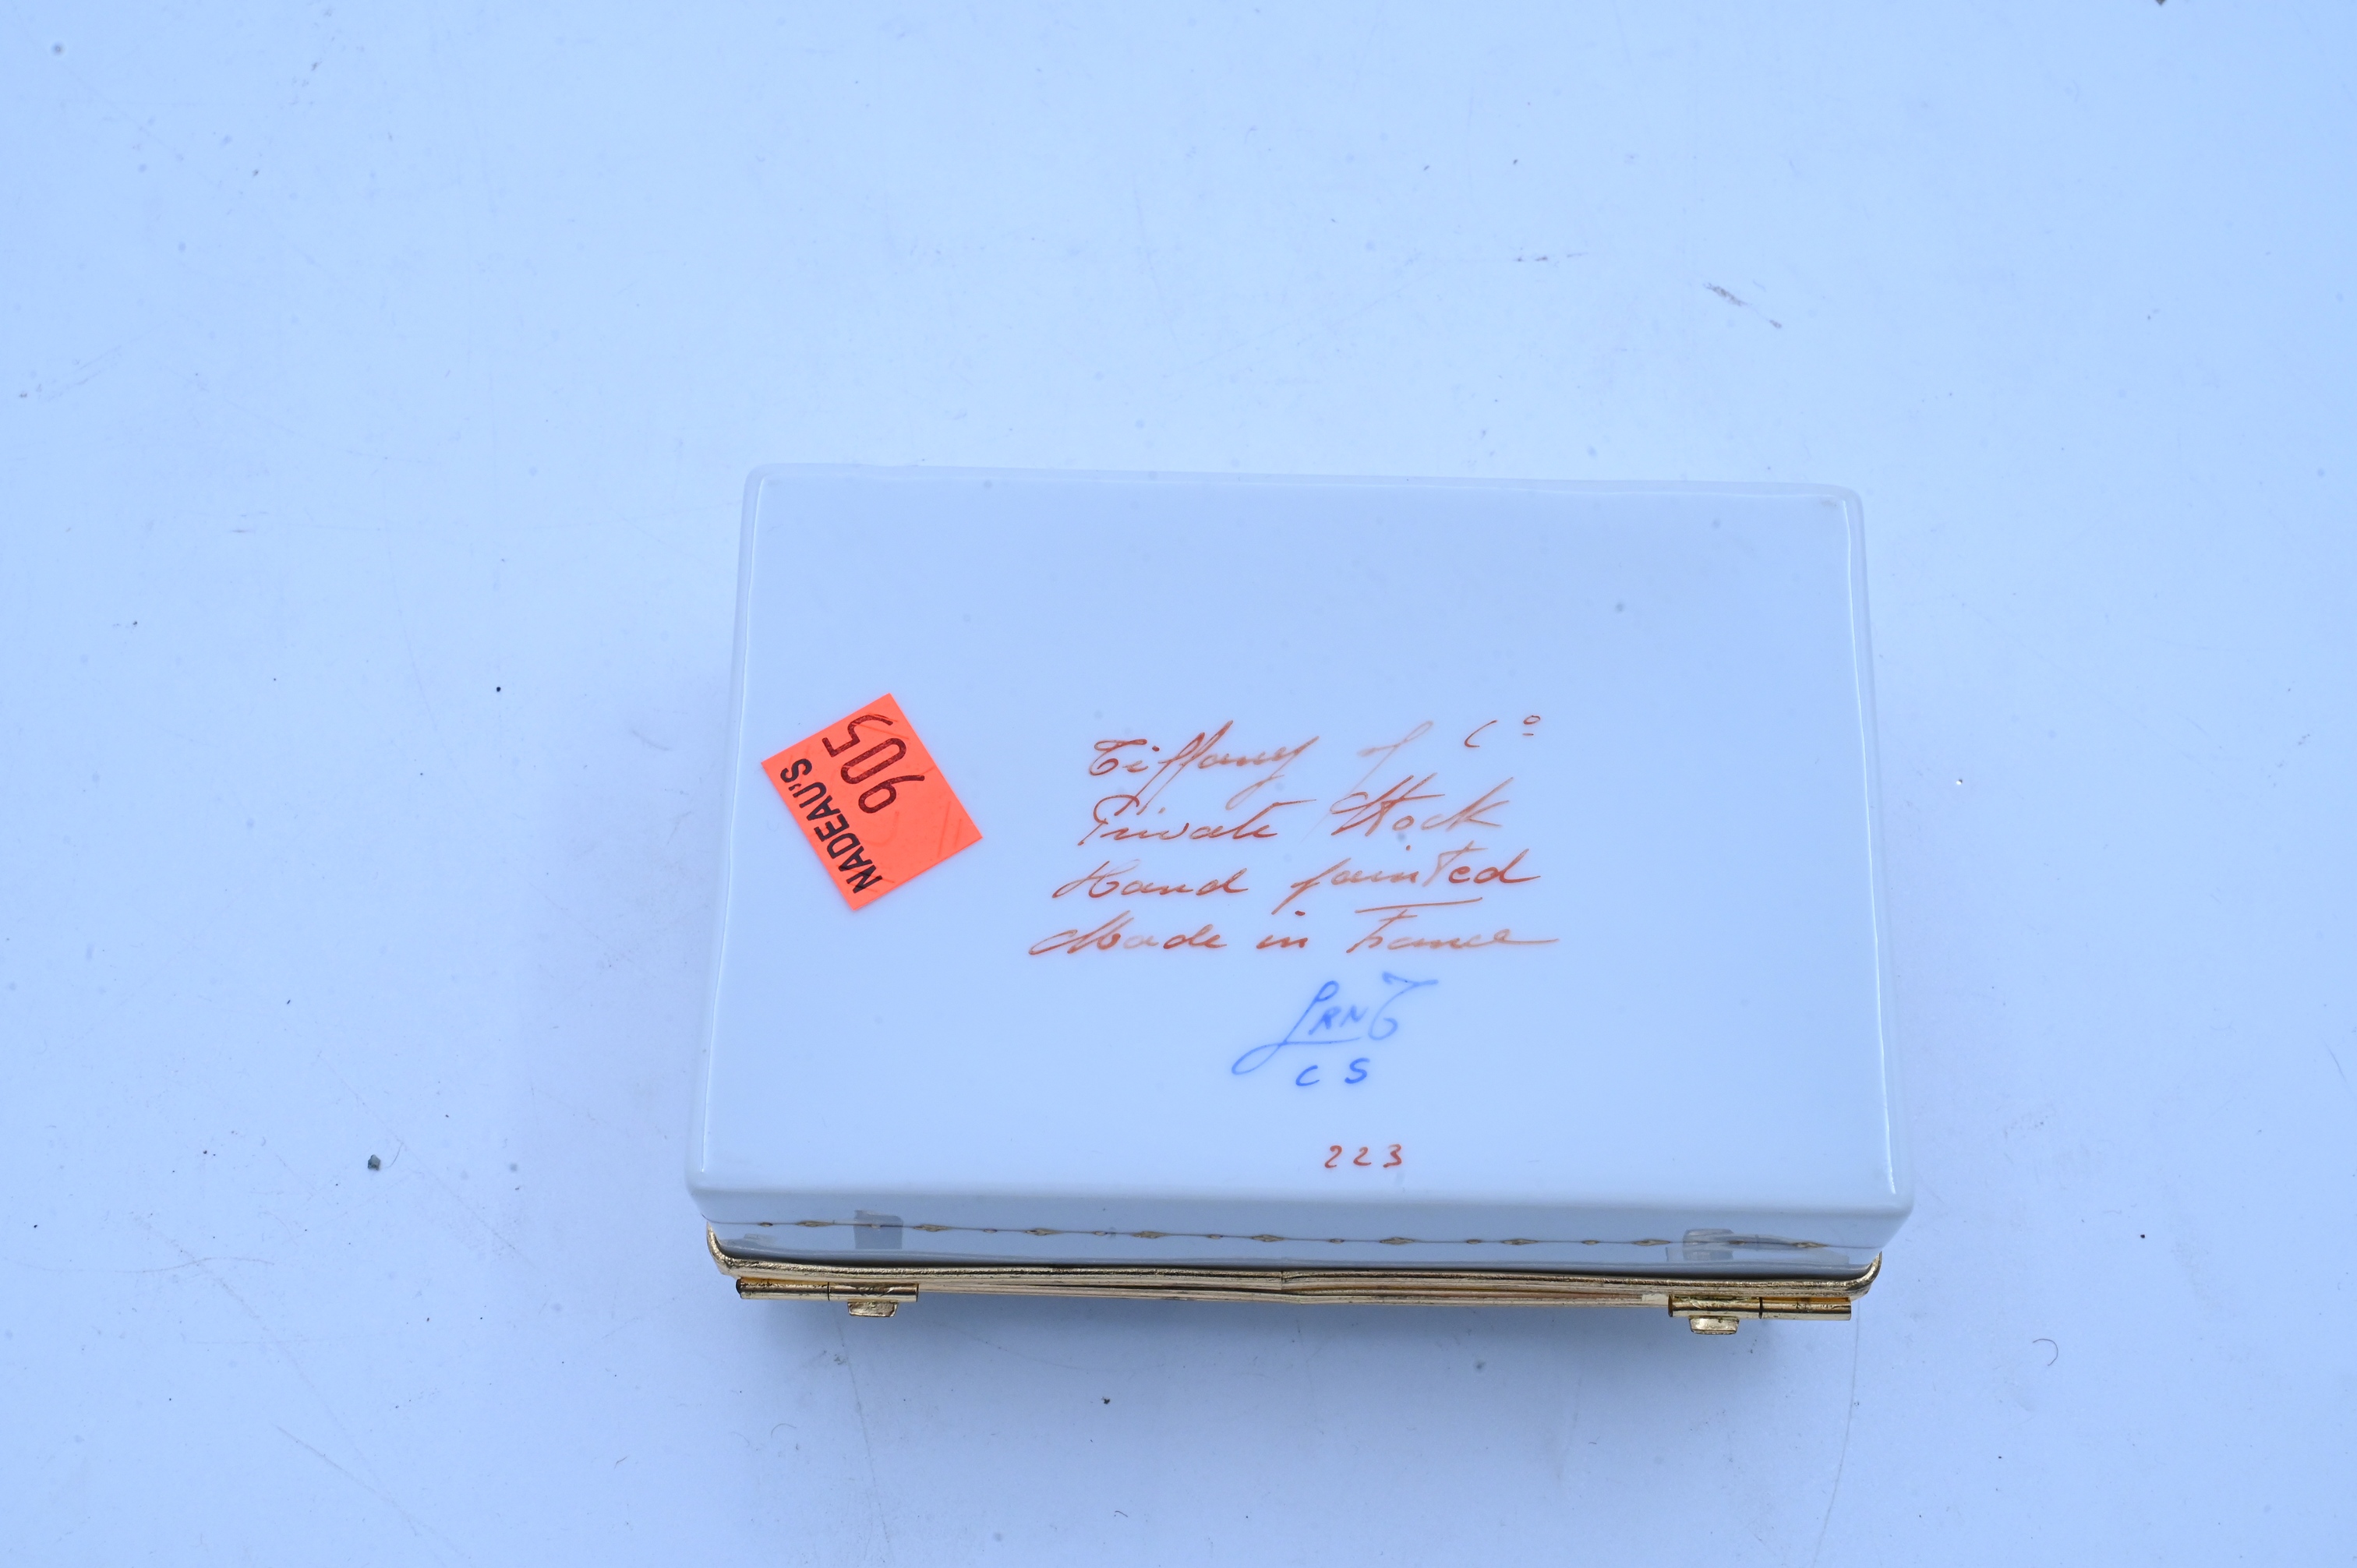 NADEAU'S
905
Tiffany & Cº
Private Stock
Hand painted
Made in France
CS
223